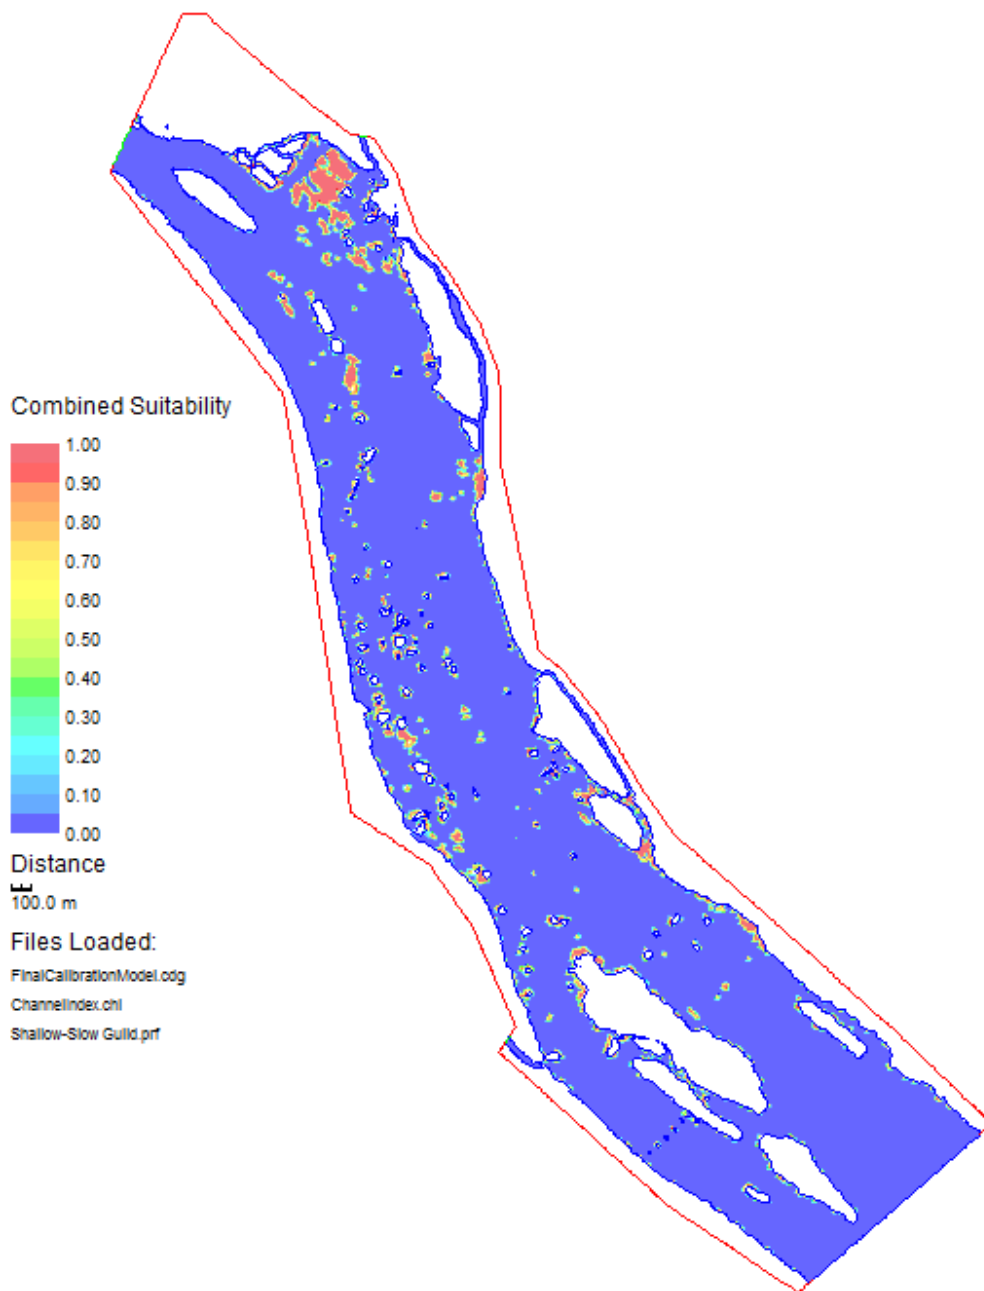 Combined Suitability
1.00
0.90
0.80
0.70
0.60
0.50
0.40
0.30
0.20
0.10
0.00
Distance
100.0 m
Files Loaded:
FinalCalibrationModel.cdg
ChannelIndex.chi
Shallow-Slow Guild.prf